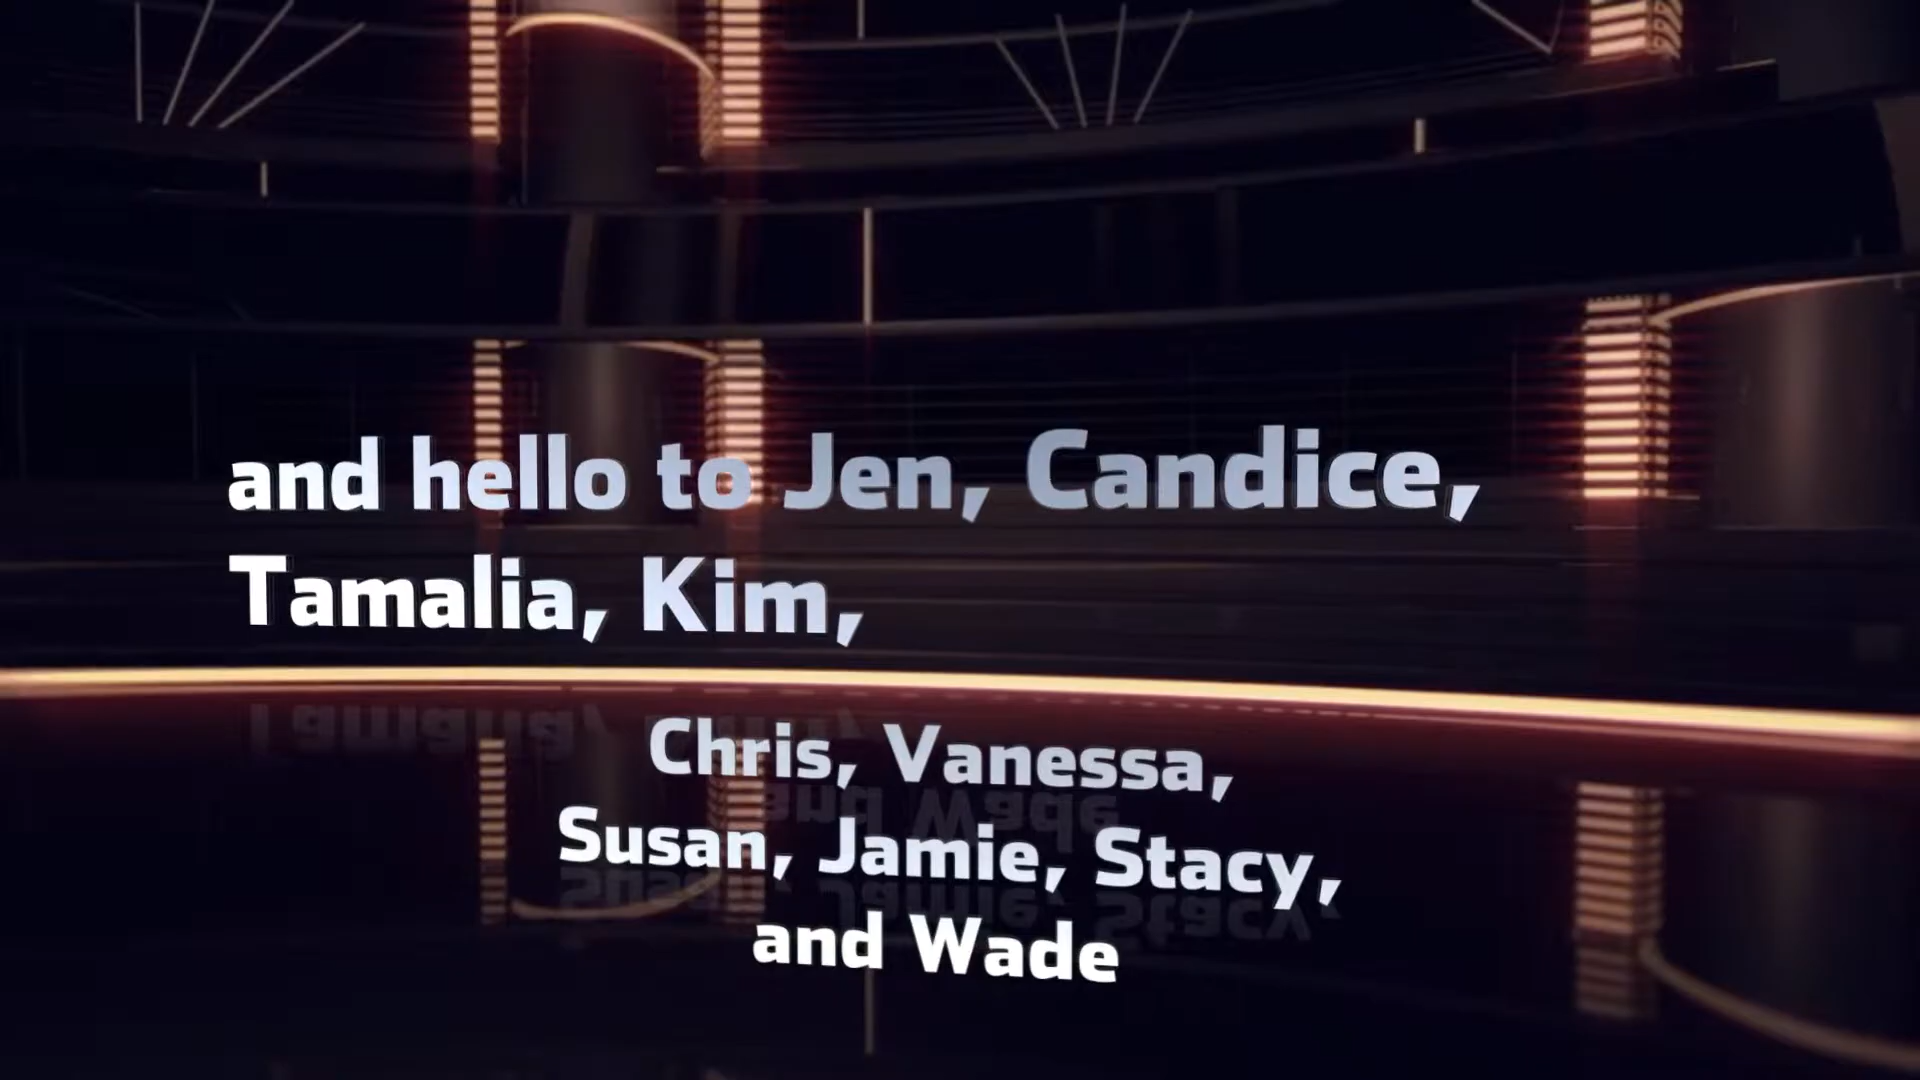 and hello to Jen, Candice,
Tamalia, Kim,
Chris, Vanessa,
Susan, Jamie, Stacy,
and Wade